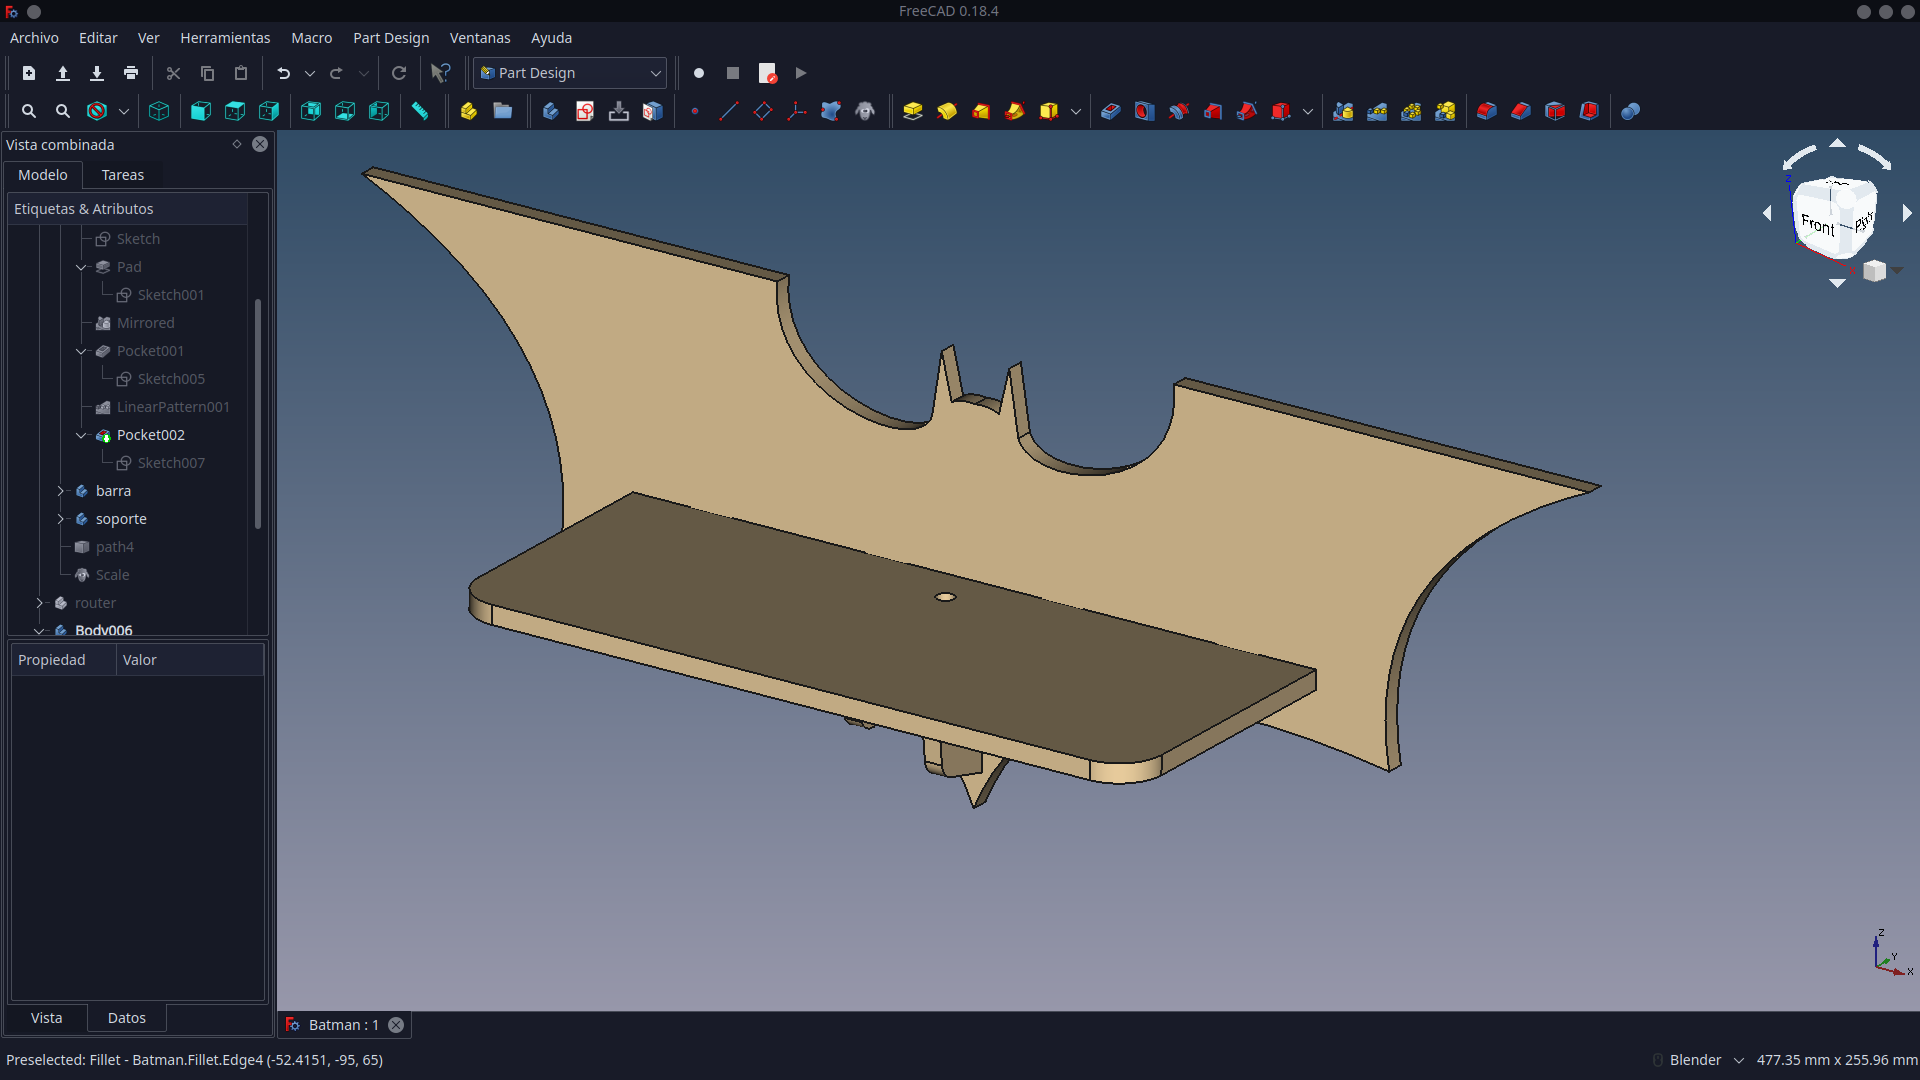 FreeCAD 0.18.4
Archivo Editar Ver Herramientas Macro Part Design Ventanas Ayuda
Part Design
Vista combinada
Modelo Tareas
Etiquetas & Atributos
Sketch
Pad
Sketch001
Mirrored
Pocket001
Sketch005
LinearPattern001
Pocket002
Sketch007
barra
soporte
path4
Scale
router
Body006
Propiedad Valor
Vista Datos
Z
Front
Right
X
Z
Y
X
Batman : 1
Preselected: Fillet - Batman.Fillet.Edge4 (-52.4151, -95, 65)
Blender
477.35 mm x 255.96 mm